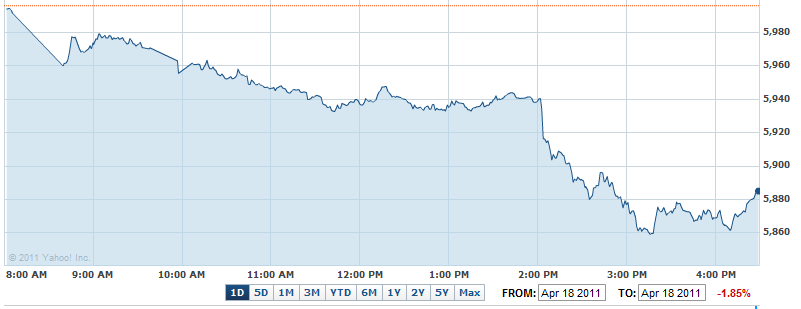 5,980
5,960
5,940
5,920
5,900
5,880
5,860
© 2011 Yahoo! Inc.
8:00 AM 9:00 AM 10:00 AM 11:00 AM 12:00 PM 1:00 PM 2:00 PM 3:00 PM 4:00 PM
1D 5D 1M 3M YTD 6M 1Y 2Y 5Y Max FROM: Apr 18 2011 TO: Apr 18 2011 -1.85%